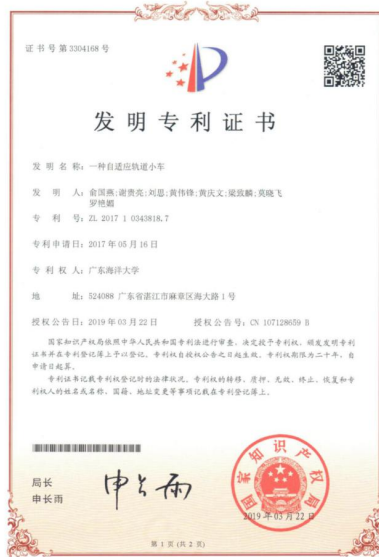 证书号第3304168号
发明专利证书
发 明 名 称：一种自适应轨道小车
发 明 人：俞国燕;谢贵亮;刘思;黄伟锋;黄庆文;梁致麟;莫晓飞
罗艳媚
专 利 号：ZL 2017 1 0343818.7
专利申请日：2017年05月16日
专 利 权 人：广东海洋大学
地 址：524088 广东省湛江市麻章区海大路1号
授权公告日：2019年03月22日 授权公告号：CN 107128659 B
国家知识产权局依照中华人民共和国专利法进行审查，决定授予专利权，颁发发明专利
证书并在专利登记簿上予以登记。专利权自授权公告之日起生效。专利权期限为二十年，自
申请日起算。
专利证书记载专利权登记时的法律状况。专利权的转移、质押、无效、终止、恢复和专
利权人的姓名或名称、国籍、地址变更等事项记载在专利登记簿上。
局长
申长雨
申长雨
国家知识产权局
2019年03月22日
第 1 页 (共 2 页)